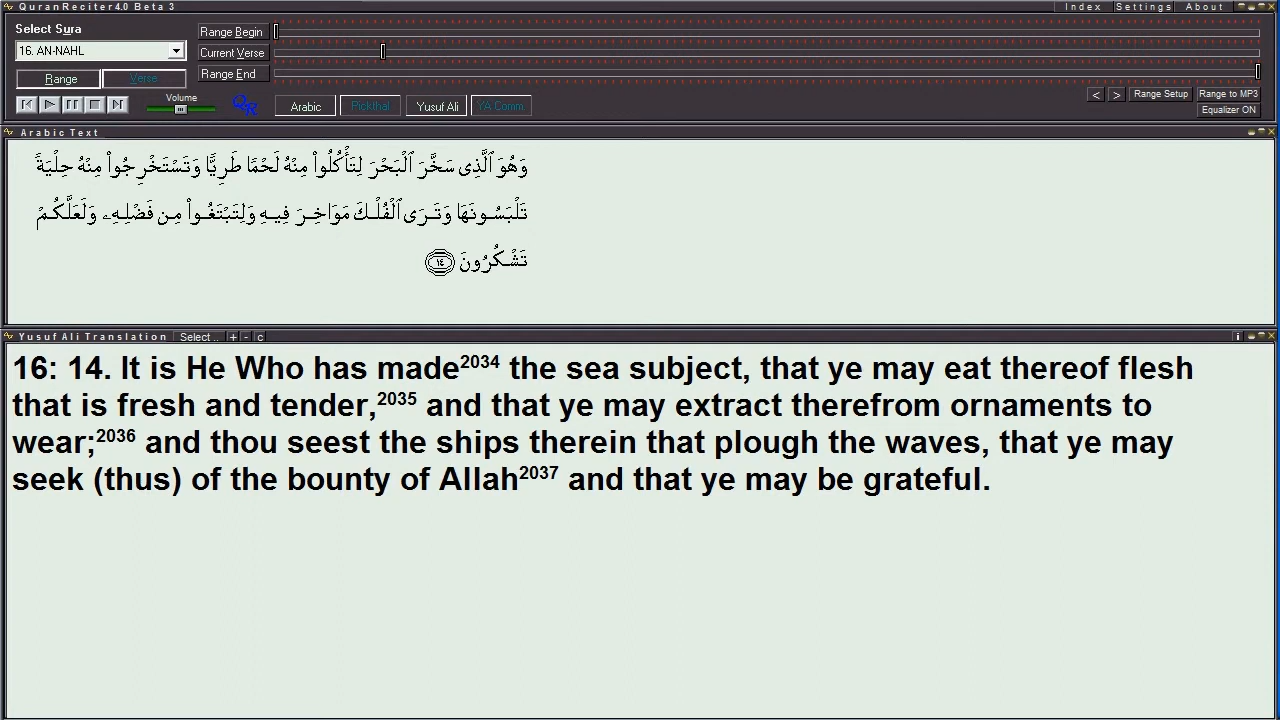 QuranReciter4.0 Beta 3
Index Settings About
Select Sura
16. AN-NAHL
Range Verse
Volume
Range Begin
Current Verse
Range End
Arabic Pickthal Yusuf Ali YA Comm.
< > Range Setup Range to MP3
Equalizer ON
Arabic Text
وَهُوَ ٱلَّذِى سَخَّرَ ٱلْبَحْرَ لِتَأْكُلُوا۟ مِنْهُ لَحْمًا طَرِيًّا وَتَسْتَخْرِجُوا۟ مِنْهُ حِلْيَةً
تَلْبَسُونَهَا وَتَرَى ٱلْفُلْكَ مَوَاخِرَ فِيهِ وَلِتَبْتَغُوا۟ مِن فَضْلِهِۦ وَلَعَلَّكُمْ
تَشْكُرُونَ ١٤
Yusuf Ali Translation Select .. + - c i
16: 14. It is He Who has made2034 the sea subject, that ye may eat thereof flesh
that is fresh and tender,2035 and that ye may extract therefrom ornaments to
wear;2036 and thou seest the ships therein that plough the waves, that ye may
seek (thus) of the bounty of Allah2037 and that ye may be grateful.